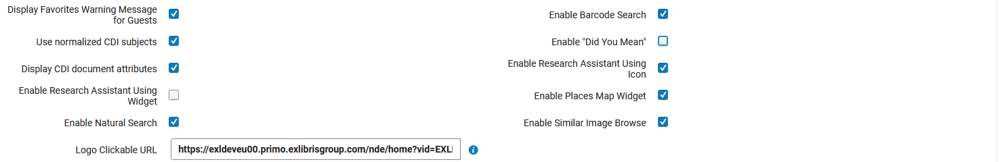 Display Favorites Warning Message
for Guests
Enable Barcode Search
Use normalized CDI subjects
Enable "Did You Mean"
Display CDI document attributes
Enable Research Assistant Using
Icon
Enable Research Assistant Using
Widget
Enable Places Map Widget
Enable Natural Search
Enable Similar Image Browse
Logo Clickable URL
https://exldeveu00.primo.exlibrisgroup.com/nde/home?vid=EXL